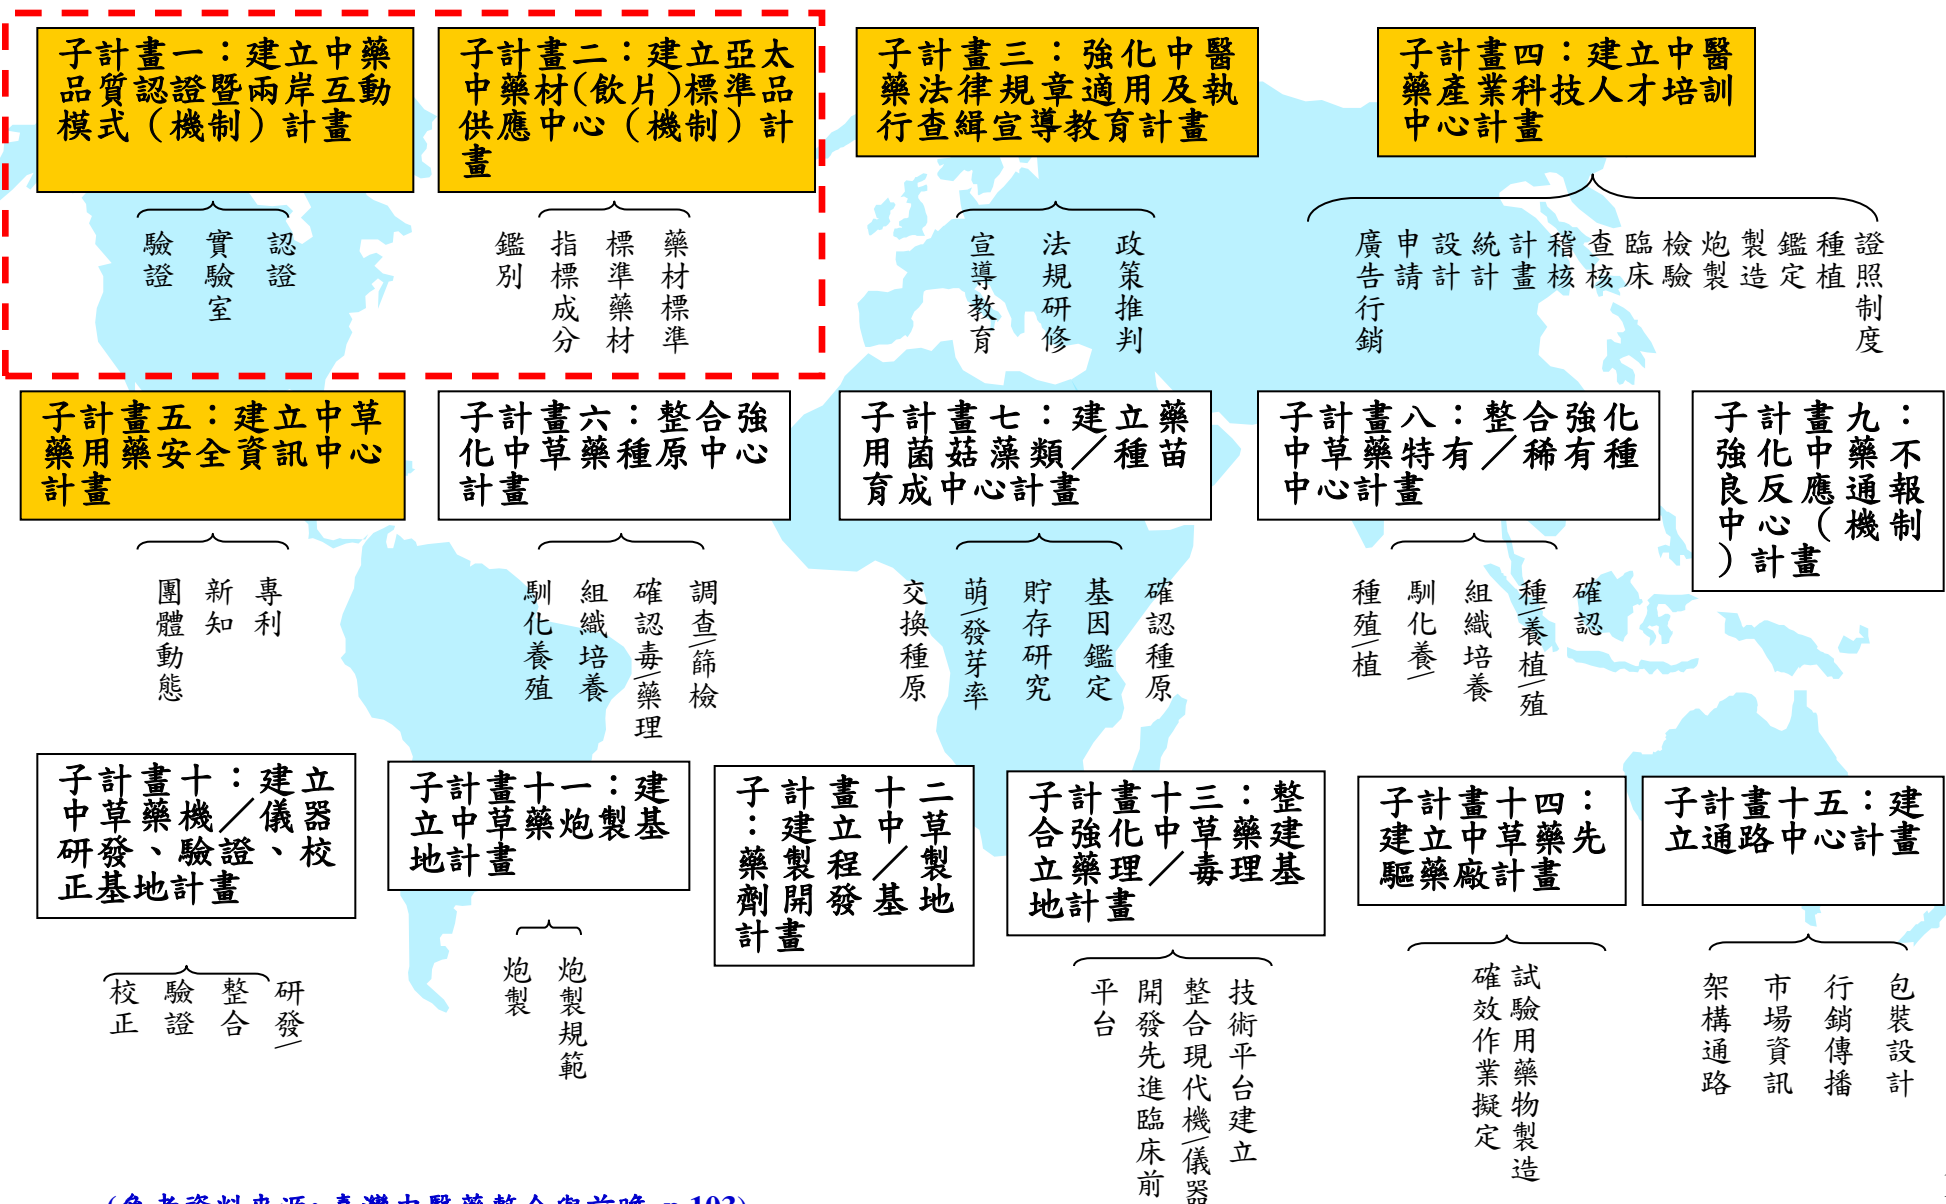 子計畫一：建立中藥
品質認證暨兩岸互動
模式（機制）計畫
子計畫二：建立亞太
中藥材(飲片)標準品
供應中心（機制）計
畫
子計畫三：強化中醫
藥法律規章適用及執
行查緝宣導教育計畫
子計畫四：建立中醫
藥產業科技人才培訓
中心計畫
驗證
實驗室
認證
鑑別
指標成分
標準藥材
藥材標準
宣導教育
法規研修
政策推判
廣告行銷
申請
設計
統計
計畫
稽核
查核
臨床
檢驗
炮製
製造
鑑定
種植
證照制度
子計畫五：建立中草
藥用藥安全資訊中心
計畫
子計畫六：整合強
化中草藥種原中心
計畫
子計畫七：建立藥
用菌菇藻類／種苗
育成中心計畫
子計畫八：整合強化
中草藥特有／稀有種
中心計畫
子計畫九：
強化中藥不
良反應通報
中心（機制
）計畫
團體動態
新知
專利
馴化養殖
組織培養
確認毒/藥理
調查/篩檢
交換種原
萌/發芽率
貯存研究
基因鑑定
確認種原
種殖/植
馴化養/
組織培養
種/養植/殖
確認
子計畫十：建立
中草藥機／儀器
研發、驗證、校
正基地計畫
子計畫十一：建
立中草藥炮製基
地計畫
子計畫十二
：建立中草
藥製程／製
劑開發基地
計畫
子計畫十三：整
合強化中草藥建
立藥理／毒理基
地計畫
子計畫十四：
建立中草藥先
驅藥廠計畫
子計畫十五：建
立通路中心計畫
校正
驗證
整合
研發/
炮製
炮製規範
平台
開發先進臨床前
整合現代機/儀器
技術平台建立
確效作業擬定
試驗用藥物製造
架構通路
市場資訊
行銷傳播
包裝設計
(參考資料來源:臺灣中醫藥整合與前瞻,p.103)